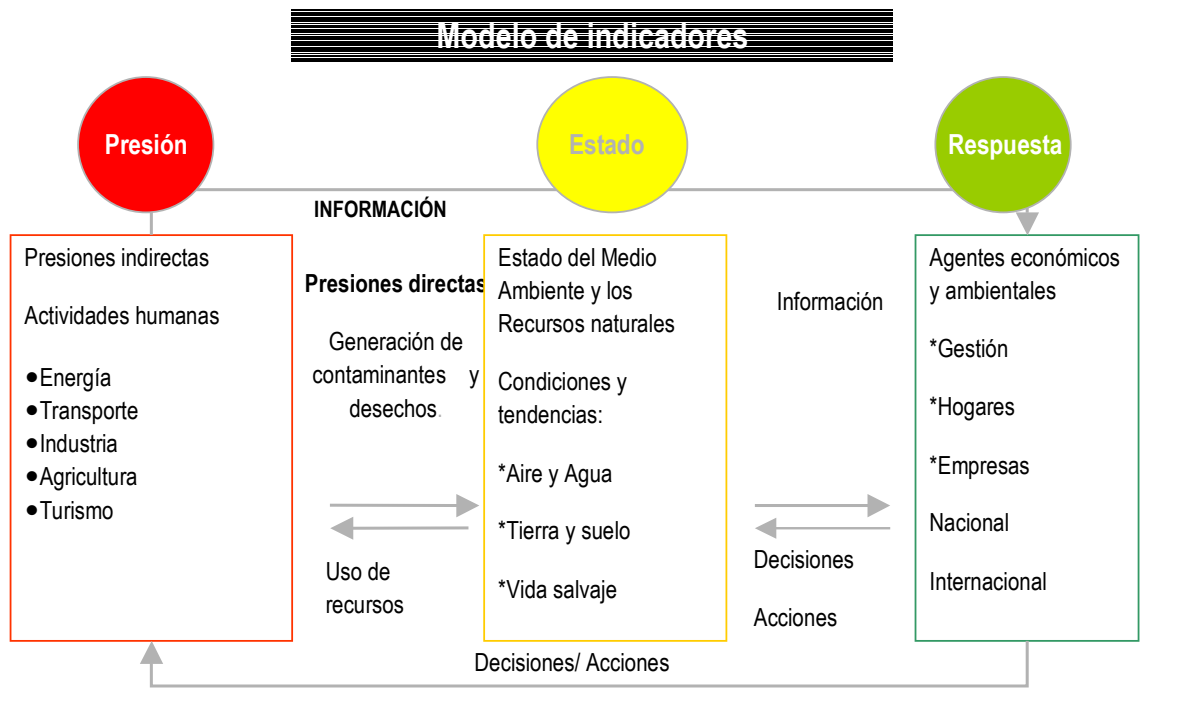 Modelo de indicadores
Presión
Estado
Respuesta
INFORMACIÓN
Presiones indirectas
Actividades humanas
●Energía
●Transporte
●Industria
●Agricultura
●Turismo
Presiones directas
Generación de
contaminantes y
desechos.
Uso de
recursos
Estado del Medio
Ambiente y los
Recursos naturales
Condiciones y
tendencias:
*Aire y Agua
*Tierra y suelo
*Vida salvaje
Información
Decisiones
Acciones
Agentes económicos
y ambientales
*Gestión
*Hogares
*Empresas
Nacional
Internacional
Decisiones/ Acciones